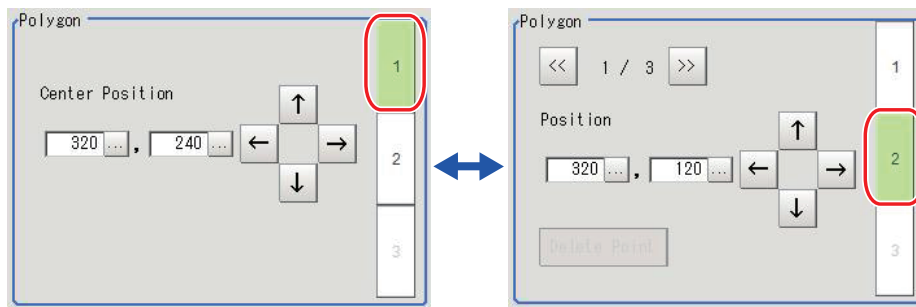 Polygon
1
Center Position
320 ... , 240 ...
← ↑ → ↓
2
3
Polygon
<< 1 / 3 >>
1
Position
320 ... , 120 ...
← ↑ → ↓
2
Delete Point
3